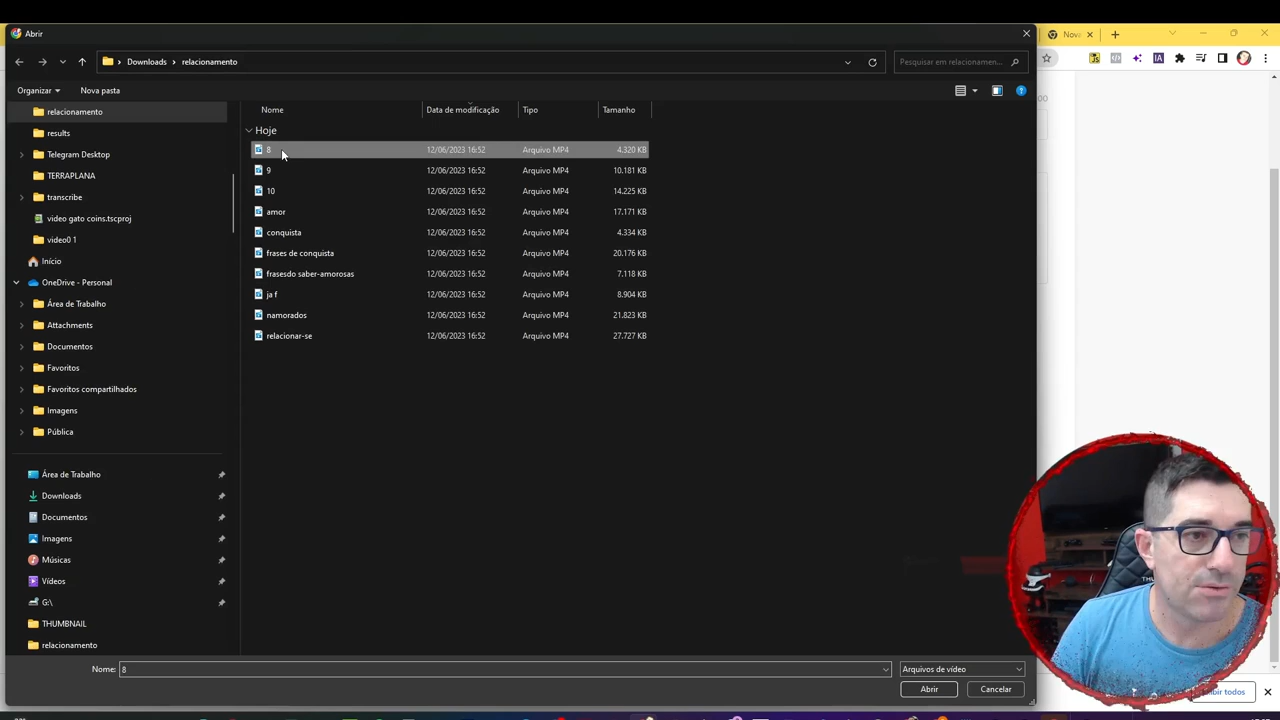 Abrir
Nova
Downloads
relacionamento
Pesquisar em relacionamen...
Organizar
Nova pasta
relacionamento
results
Telegram Desktop
TERRAPLANA
transcribe
video gato coins.tscproj
video0 1
Início
OneDrive - Personal
Área de Trabalho
Attachments
Documentos
Favoritos
Favoritos compartilhados
Imagens
Pública
Área de Trabalho
Downloads
Documentos
Imagens
Músicas
Vídeos
G:\
THUMBNAIL
relacionamento
Nome Data de modificação Tipo Tamanho
Hoje
8 12/06/2023 16:52 Arquivo MP4 4.320 KB
9 12/06/2023 16:52 Arquivo MP4 10.181 KB
10 12/06/2023 16:52 Arquivo MP4 14.225 KB
amor 12/06/2023 16:52 Arquivo MP4 17.171 KB
conquista 12/06/2023 16:52 Arquivo MP4 4.334 KB
frases de conquista 12/06/2023 16:52 Arquivo MP4 20.176 KB
frasesdo saber-amorosas 12/06/2023 16:52 Arquivo MP4 7.118 KB
ja f 12/06/2023 16:52 Arquivo MP4 8.904 KB
namorados 12/06/2023 16:52 Arquivo MP4 21.823 KB
relacionar-se 12/06/2023 16:52 Arquivo MP4 27.727 KB
Nome: 8
Arquivos de vídeo
Abrir
Cancelar
todos